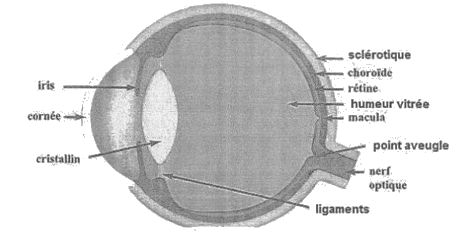 sclérotique
choroïde
rétine
humeur vitrée
macula
point aveugle
nerf
optique
ligaments
iris
cornée
cristallin